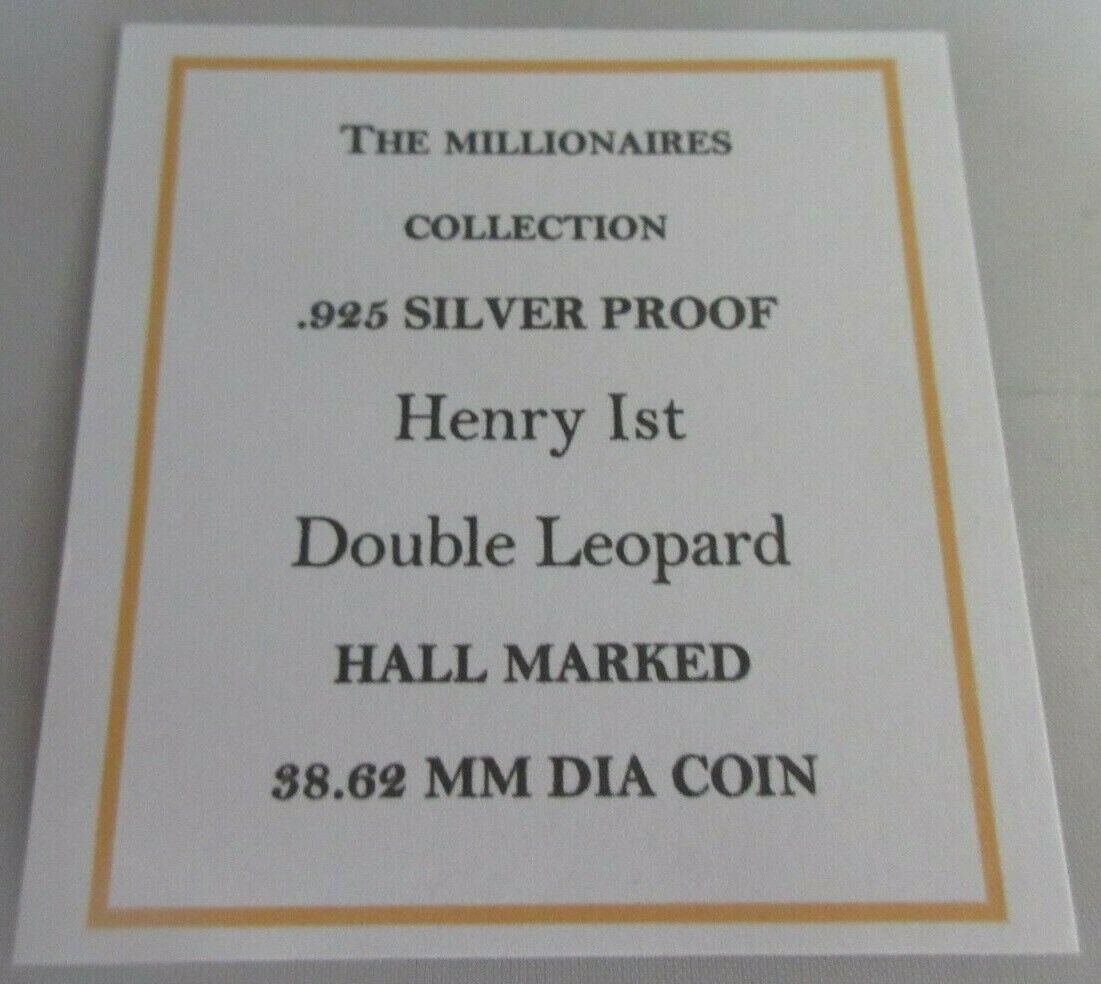 THE MILLIONAIRES
COLLECTION
.925 SILVER PROOF
Henry Ist
Double Leopard
HALL MARKED
38.62 MM DIA COIN